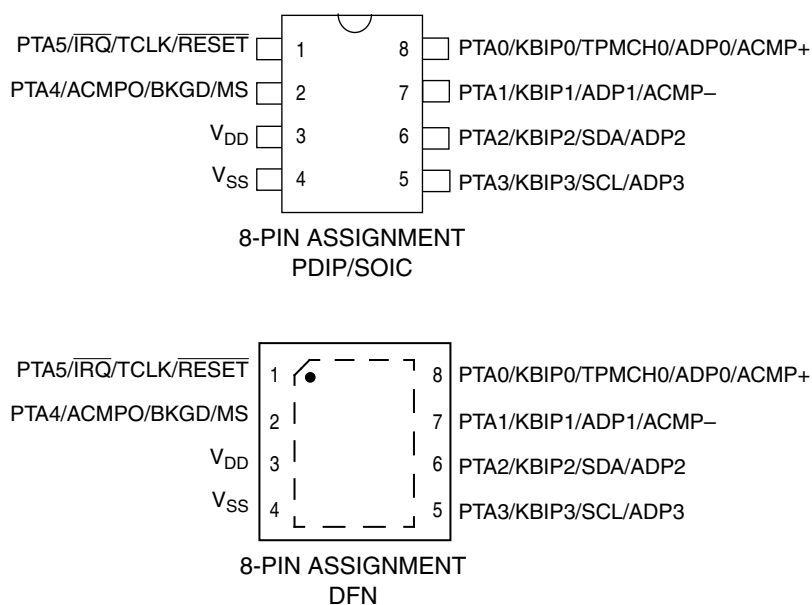 PTA5/IRQ/TCLK/RESET 1 8 PTA0/KBIP0/TPMCH0/ADP0/ACMP+
PTA4/ACMPO/BKGD/MS 2 7 PTA1/KBIP1/ADP1/ACMP–
VDD 3 6 PTA2/KBIP2/SDA/ADP2
VSS 4 5 PTA3/KBIP3/SCL/ADP3
8-PIN ASSIGNMENT
PDIP/SOIC
PTA5/IRQ/TCLK/RESET 1 8 PTA0/KBIP0/TPMCH0/ADP0/ACMP+
PTA4/ACMPO/BKGD/MS 2 7 PTA1/KBIP1/ADP1/ACMP–
VDD 3 6 PTA2/KBIP2/SDA/ADP2
VSS 4 5 PTA3/KBIP3/SCL/ADP3
8-PIN ASSIGNMENT
DFN